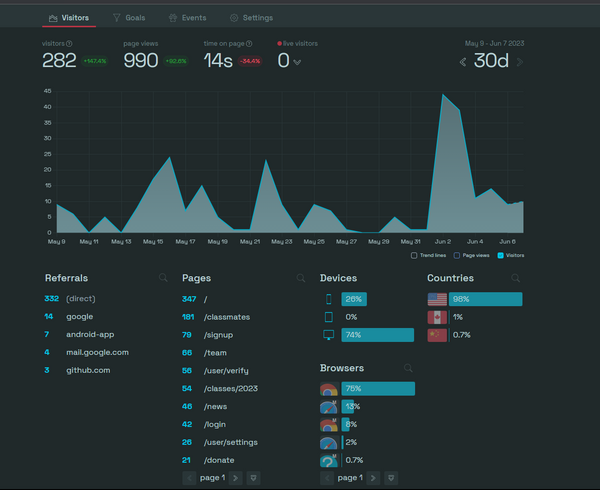 Visitors Goals Events Settings
visitors page views time on page live visitors May 9 - Jun 7 2023
282 +147.4% 990 +92.6% 14s -34.4% 0 30d
45
40
35
30
25
20
15
10
5
0
May 9 May 11 May 13 May 15 May 17 May 19 May 21 May 23 May 25 May 27 May 29 May 31 Jun 2 Jun 4 Jun 6
Trend lines Page views Visitors
Referrals
332 (direct)
14 google
7 android-app
4 mail.google.com
3 github.com
Pages
347 /
181 /classmates
79 /signup
66 /team
56 /user/verify
54 /classes/2023
46 /news
42 /login
26 /user/settings
21 /donate
page 1
Devices
26%
0%
74%
Browsers
75%
13%
8%
2%
0.7%
page 1
Countries
98%
1%
0.7%